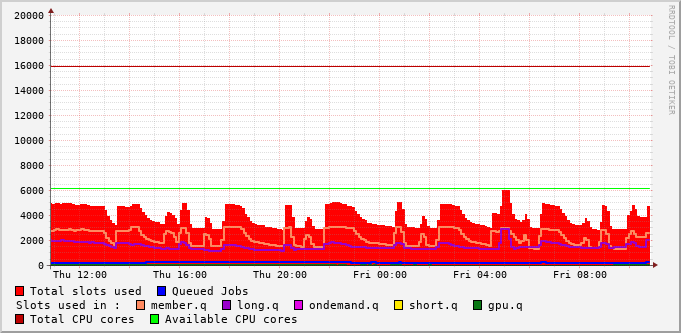 20000
18000
16000
14000
12000
10000
8000
6000
4000
2000
0
Thu 12:00 Thu 16:00 Thu 20:00 Fri 00:00 Fri 04:00 Fri 08:00
Total slots used Queued Jobs
Slots used in : member.q long.q ondemand.q short.q gpu.q
Total CPU cores Available CPU cores
RRDTOOL / TOBI OETIKER